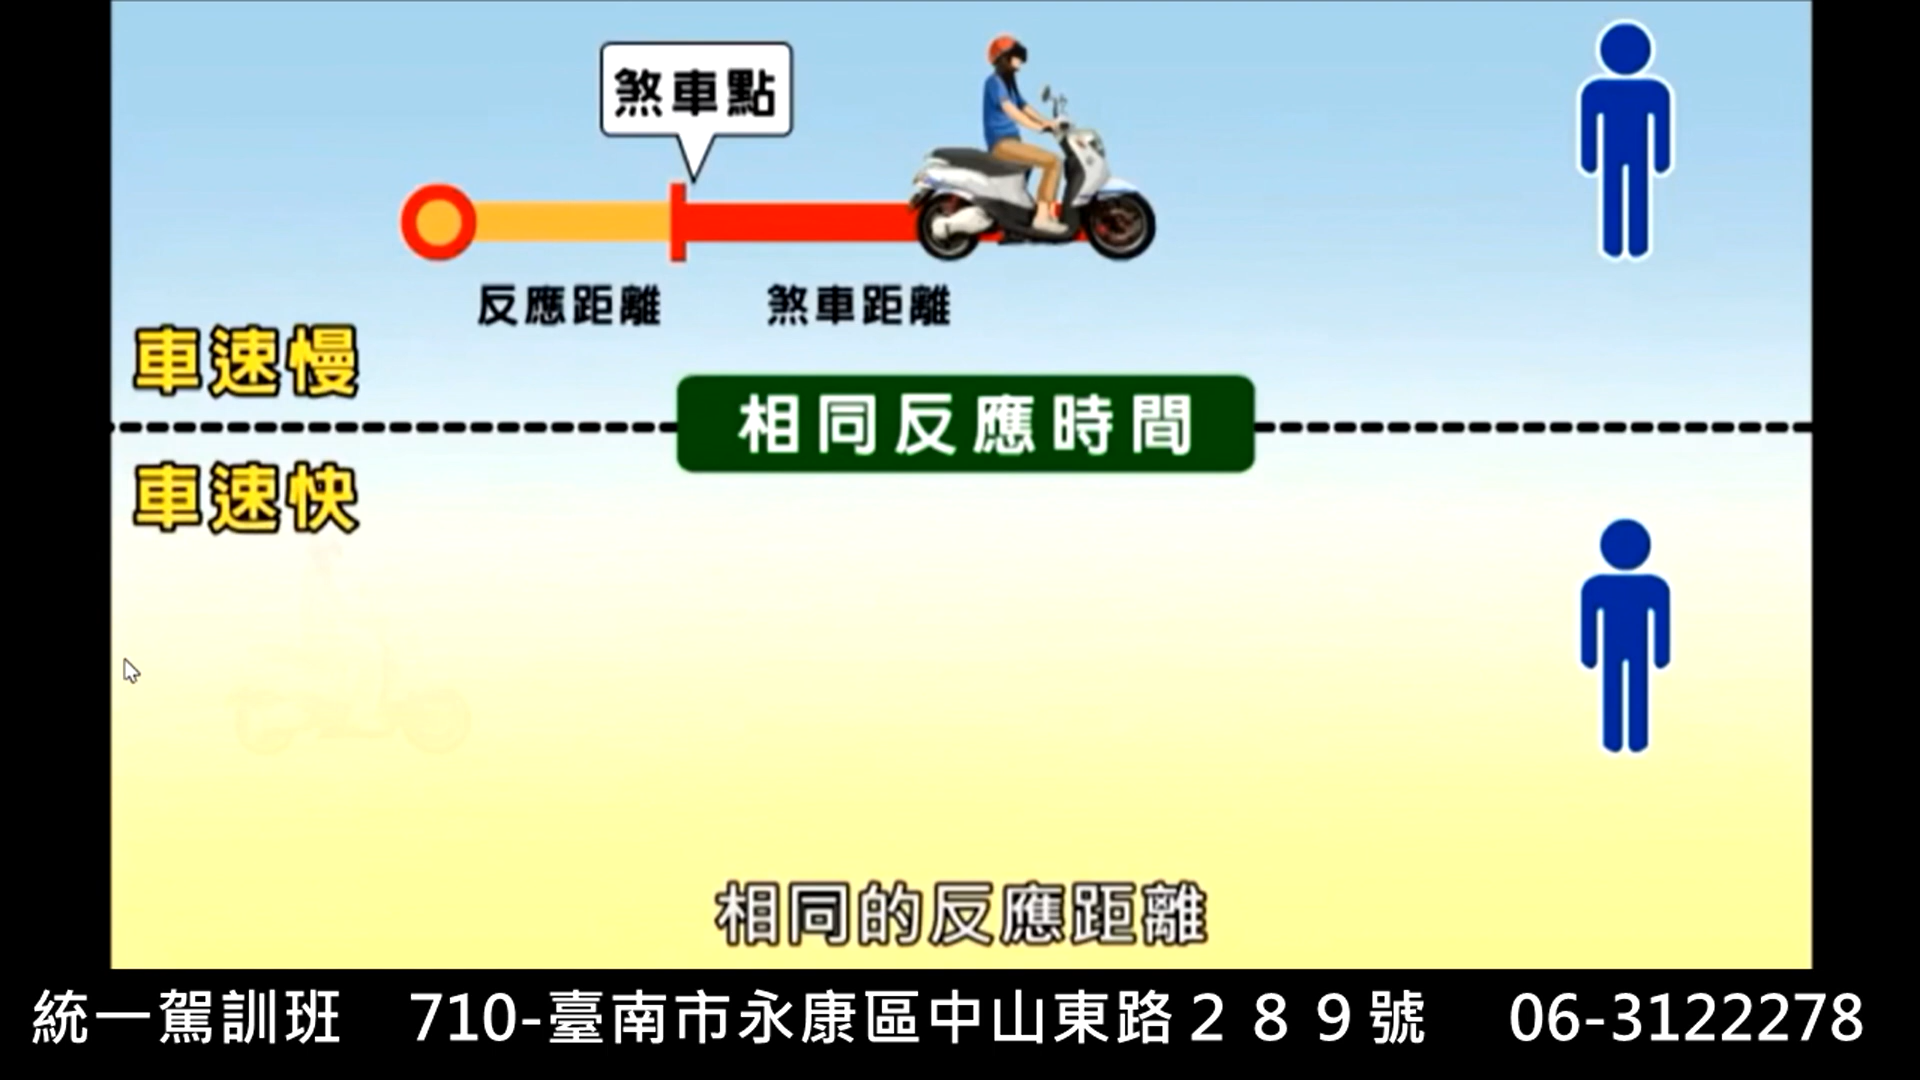 煞車點
反應距離 煞車距離
車速慢
相同反應時間
車速快
相同的反應距離
統一駕訓班 710-臺南市永康區中山東路289號 06-3122278